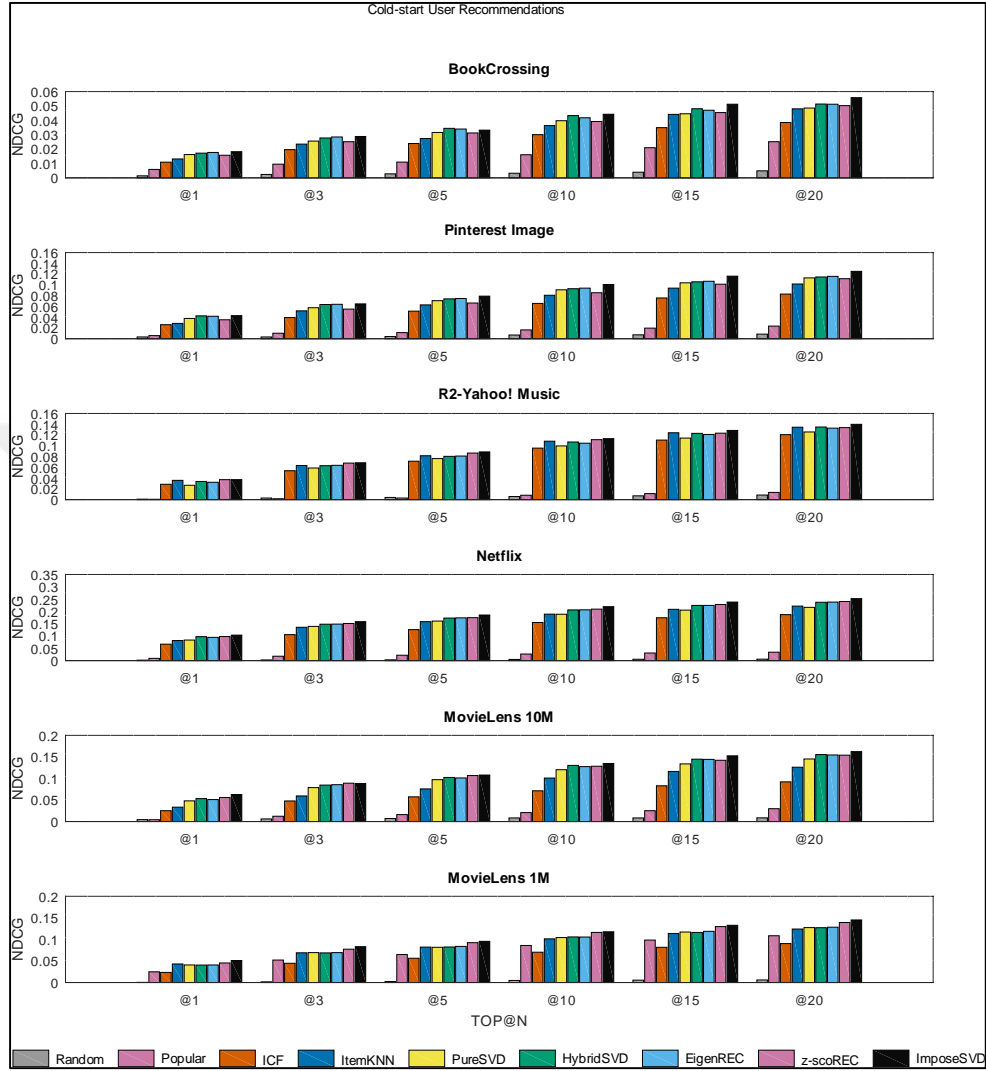 Cold-start User Recommendations
BookCrossing
NDCG
0.06
0.05
0.04
0.03
0.02
0.01
0
@1 @3 @5 @10 @15 @20
Pinterest Image
NDCG
0.16
0.14
0.12
0.1
0.08
0.06
0.04
0.02
0
@1 @3 @5 @10 @15 @20
R2-Yahoo! Music
NDCG
0.16
0.14
0.12
0.1
0.08
0.06
0.04
0.02
0
@1 @3 @5 @10 @15 @20
Netflix
NDCG
0.35
0.3
0.25
0.2
0.15
0.1
0.05
0
@1 @3 @5 @10 @15 @20
MovieLens 10M
NDCG
0.2
0.15
0.1
0.05
0
@1 @3 @5 @10 @15 @20
MovieLens 1M
NDCG
0.2
0.15
0.1
0.05
0
@1 @3 @5 @10 @15 @20
TOP@N
Random Popular ICF ItemKNN PureSVD HybridSVD EigenREC z-scoREC ImposeSVD